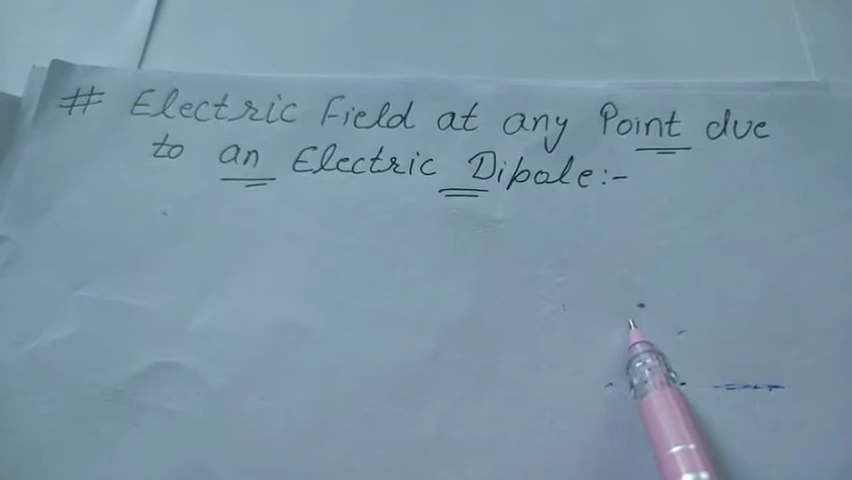 # Electric Field at any Point due
to an Electric Dipole:-